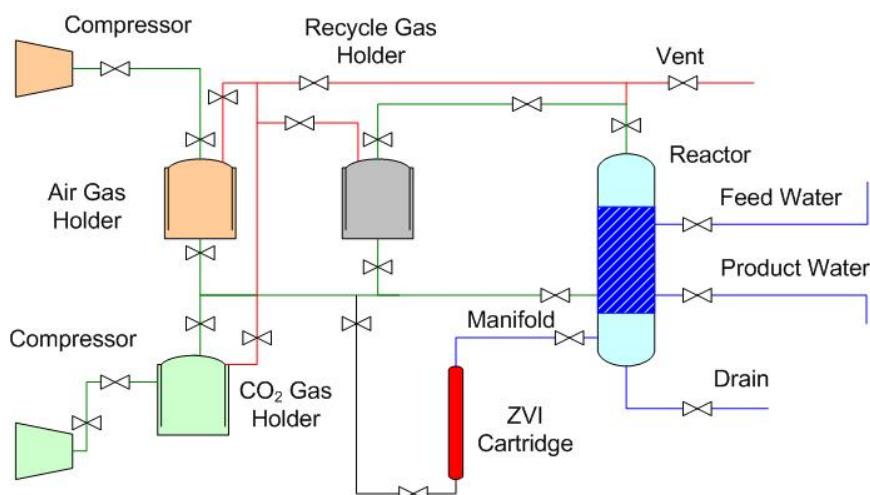 Compressor
Recycle Gas
Holder
Vent
Air Gas
Holder
Reactor
Feed Water
Product Water
Compressor
Manifold
CO₂ Gas
Holder
ZVI
Cartridge
Drain